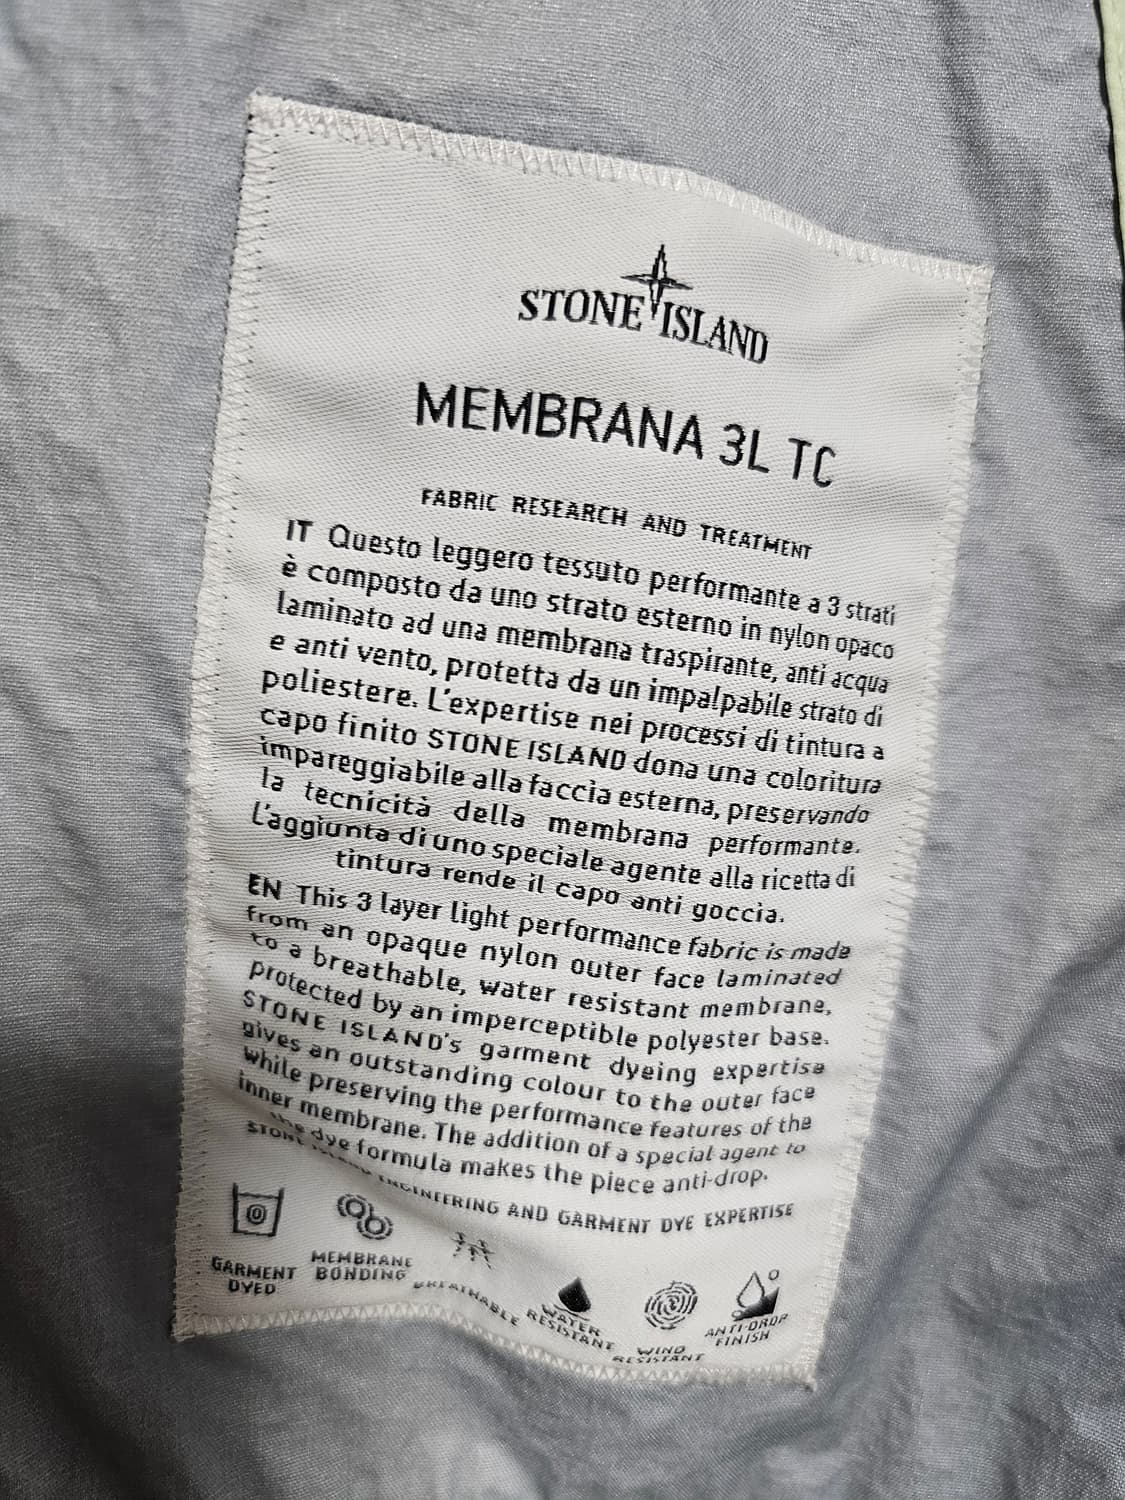 STONE ISLAND
MEMBRANA 3L TC
FABRIC RESEARCH AND TREATMENT
IT Questo leggero tessuto performante a 3 strati
è composto da uno strato esterno in nylon opaco
laminato ad una membrana traspirante, anti acqua
e anti vento, protetta da un impalpabile strato di
poliestere. L'expertise nei processi di tintura a
capo finito STONE ISLAND dona una coloritura
impareggiabile alla faccia esterna, preservando
la tecnicità della membrana performante.
L'aggiunta di uno speciale agente alla ricetta di
tintura rende il capo anti goccia.
EN This 3 layer light performance fabric is made
from an opaque nylon outer face laminated
to a breathable, water resistant membrane,
protected by an imperceptible polyester base.
STONE ISLAND's garment dyeing expertise
gives an outstanding colour to the outer face
while preserving the performance features of the
inner membrane. The addition of a special agent to
the dye formula makes the piece anti-drop.
STONE ISLAND ENGINEERING AND GARMENT DYE EXPERTISE
GARMENT
DYED
MEMBRANE
BONDING
BREATHABLE
WATER
RESISTANT
WIND
RESISTANT
ANTI-DROP
FINISH